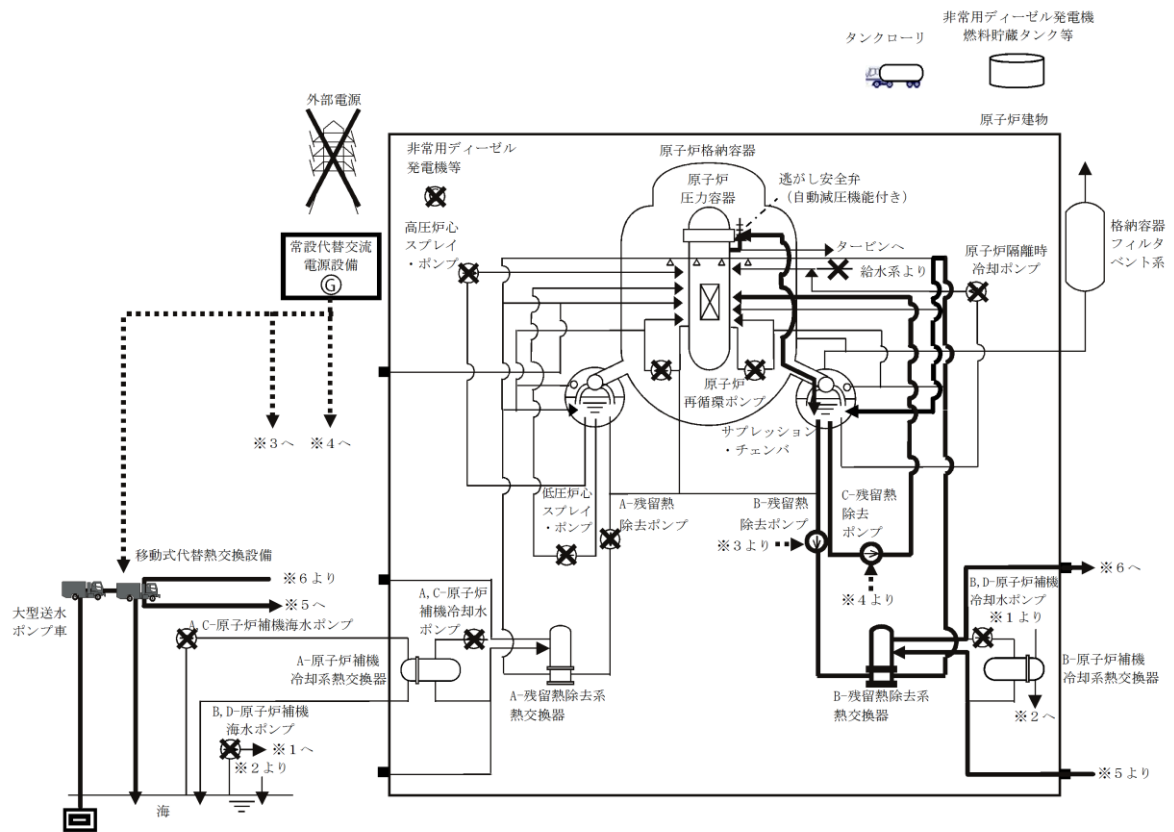 タンクローリ
非常用ディーゼル発電機
燃料貯蔵タンク等
外部電源
原子炉建物
非常用ディーゼル
発電機等
原子炉格納容器
原子炉
圧力容器
逃がし安全弁
（自動減圧機能付き）
高圧炉心
スプレイ
・ポンプ
常設代替交流
電源設備
G
タービンへ
給水系より
原子炉隔離時
冷却ポンプ
格納容器
フィルタ
ベント系
原子炉
再循環ポンプ
※3へ
※4へ
サプレッション
・チェンバ
低圧炉心
スプレイ
・ポンプ
A-残留熱
除去ポンプ
B-残留熱
除去ポンプ
※3より
C-残留熱
除去
ポンプ
※4より
移動式代替熱交換設備
※6より
※5へ
大型送水
ポンプ車
A,C-原子炉補機海水ポンプ
A,C-原子炉
補機冷却水
ポンプ
B,D-原子炉補機
冷却水ポンプ
※1より
※6へ
A-原子炉補機
冷却系熱交換器
A-残留熱除去系
熱交換器
B-残留熱除去系
熱交換器
B-原子炉補機
冷却系熱交換器
※2へ
B,D-原子炉補機
海水ポンプ
※1へ
※2より
※5より
海